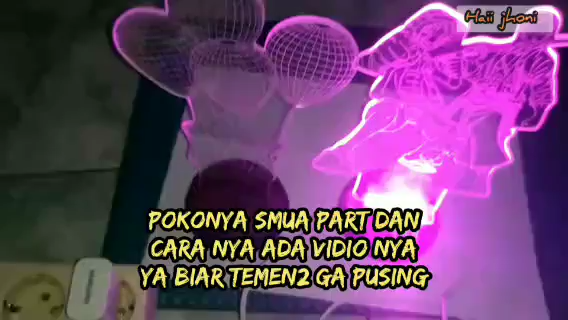 Haii jhoni
POKONYA SMUA PART DAN
CARA NYA ADA VIDIO NYA
YA BIAR TEMEN2 GA PUSING